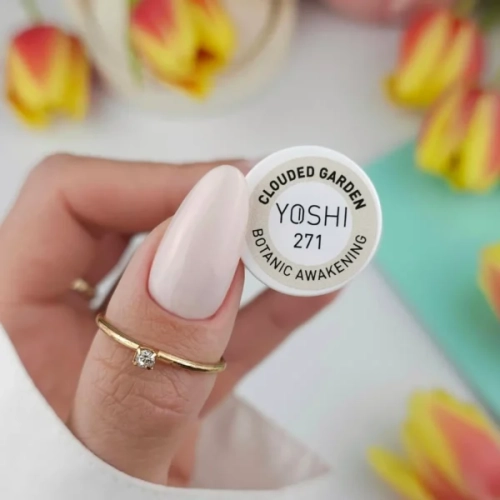 CLOUDED GARDEN
YOSHI
271
BOTANIC AWAKENING